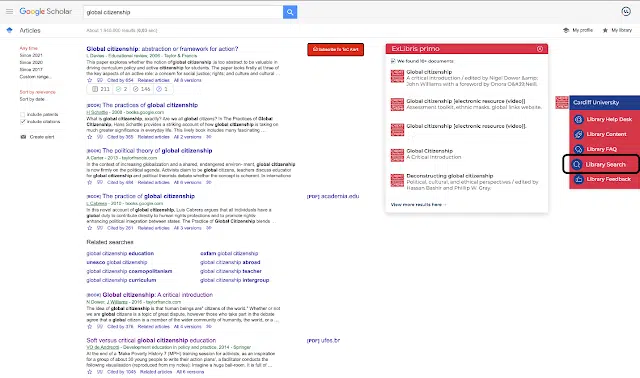 Google Scholar
global citizenship
Articles
About 1,940,000 results (0.03 sec)
My profile
My library
Any time
Since 2021
Since 2020
Since 2017
Custom range...
Sort by relevance
Sort by date
include patents
include citations
Create alert
Global citizenship: abstraction or framework for action?
L Davies - Educational review, 2006 - Taylor & Francis
This paper explores whether the notion of global citizenship is too abstract to be valuable in
driving curriculum policy and active citizenship for students. The paper looks firstly at three of
the key aspects of an active role: a concern for social justice; rights; and culture and cultural ...
Cited by 654 Related articles All 3 versions
211 2 146 1
[BOOK] The practices of global citizenship
H Schattle - 2008 - books.google.com
What is global citizenship, exactly? Are we all global citizens? In The Practices of Global
Citizenship, Hans Schattle provides a striking account of how global citizenship is taking on
much greater significance in everyday life. This lively book includes many fascinating ...
Cited by 365 Related articles All 2 versions
[BOOK] The political theory of global citizenship
A Carter - 2013 - taylorfrancis.com
In the context of increasing globalization and a shared, endangered environ- ment, global citizenship
is now firmly on the political agenda. Activists claim to be global citizens, teachers discuss education
for global citizenship and political theorists debate whether the concept is coherent. In international
Cited by 364 Related articles All 5 versions
[BOOK] The practice of global citizenship
L Cabrera - 2010 - books.google.com
In this novel account of global citizenship, Luis Cabrera argues that all individuals have a
global duty to contribute directly to human rights protections and to promote rights-
enhancing political integration between states. The Practice of Global Citizenship blends ...
Cited by 276 Related articles All 8 versions
[PDF] academia.edu
Related searches
global citizenship education
oxfam global citizenship
unesco global citizenship
global citizenship abroad
global citizenship cosmopolitanism
global citizenship teacher
global citizenship curriculum
global citizenship intergroup
[BOOK] Global citizenship: A critical introduction
N Dower, J Williams - 2016 - taylorfrancis.com
The idea of global citizenship is that human beings are" citizens of the world." Whether or not
we are global citizens is a topic of great dispute, however those who take part in the debate
agree that a global citizen is a member of the wider community of humanity, the world, or a ...
Cited by 376 Related articles All 4 versions
Soft versus critical global citizenship education
VO de Andreotti - Development education in policy and practice, 2014 - Springer
At the end of a 'Make Poverty History' (MPH) training session for activists, as an inspiration
for a group of about 30 young people to write their action plans', a facilitator conducted the
following visualisation (reproduced from my notes): Imagine a huge ball-room. It is full of ...
Cited by 1045 Related articles All 6 versions
[PDF] ufes.br
ExLibris primo
We found 10+ documents
Global citizenship
A critical introduction / edited by Nigel Dower &amp;
John Williams with a foreword by Onora O&#39;Neill.
Global citizenship [electronic resource (video)].
Assessment toolkit, ethnic masks, global links website.
Global citizenship [electronic resource (video)].
Global Citizenship
A Critical Introduction
Deconstructing global citizenship
Political, cultural, and ethical perspectives / edited by
Hassan Bashir and Phillip W. Gray.
View more results here
Cardiff University
Library Help Desk
Library Content
Library FAQ
Library Search
Library Feedback